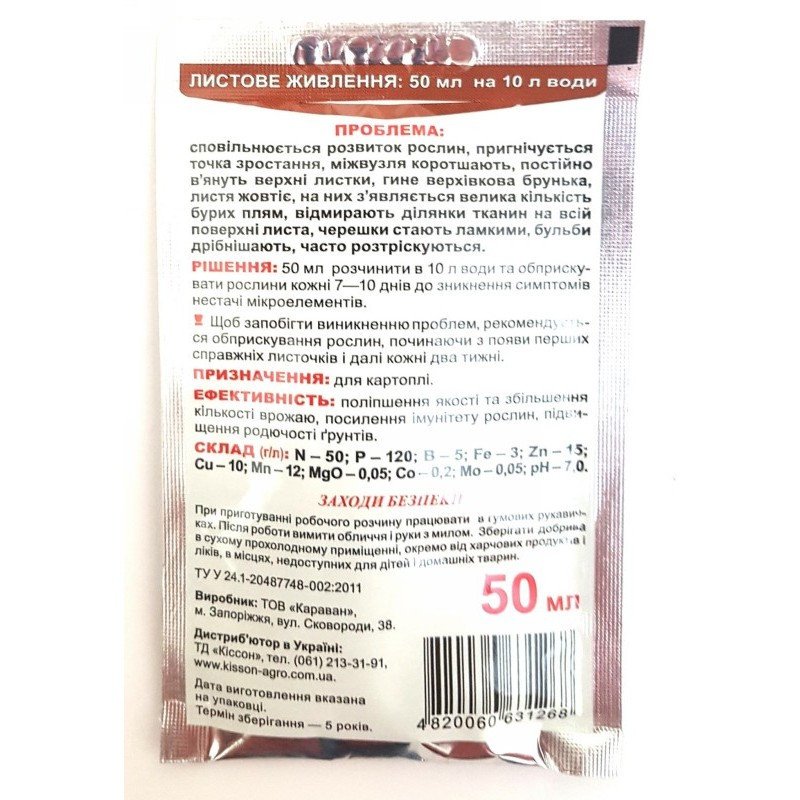 ЛИСТОВЕ ЖИВЛЕННЯ: 50 мл на 10 л води
ПРОБЛЕМА:
сповільнюється розвиток рослин, пригнічується
точка зростання, міжвузля коротшають, постійно
в'януть верхні листки, гине верхівкова брунька,
листя жовтіє, на них з'являється велика кількість
бурих плям, відмирають ділянки тканин на всій
поверхні листа, черешки стають ламкими, бульби
дрібнішають, часто розтріскуються.
РІШЕННЯ: 50 мл розчинити в 10 л води та обприску-
вати рослини кожні 7—10 днів до зникнення симптомів
нестачі мікроелементів.
Щоб запобігти виникненню проблем, рекомендуєть-
ся обприскування рослин, починаючи з появи перших
справжніх листочків і далі кожні два тижні.
ПРИЗНАЧЕННЯ: для картоплі.
ЕФЕКТИВНІСТЬ: поліпшення якості та збільшення
кількості врожаю, посилення імунітету рослин, підви-
щення родючості ґрунтів.
СКЛАД (г/л): N – 50; P – 120; B – 5; Fe – 3; Zn – 15;
Cu – 10; Mn – 12; MgO – 0,05; Co – 0,2; Mo – 0,05; pH – 7,0.
ЗАХОДИ БЕЗПЕКИ
При приготуванні робочого розчину працювати в гумових рукавич-
ках. Після роботи вимити обличчя і руки з милом. Зберігати добрива
в сухому прохолодному приміщенні, окремо від харчових продуктів і
ліків, в місцях, недоступних для дітей і домашніх тварин.
ТУ У 24.1-20487748-002:2011
50 мл
Виробник: ТОВ «Караван»,
м. Запоріжжя, вул. Сковороди, 38.
Дистриб'ютор в Україні:
ТД «Кіссон», тел. (061) 213-31-91,
www.kisson-agro.com.ua.
Дата виготовлення вказана
на упаковці.
Термін зберігання — 5 років.
4820060 631268